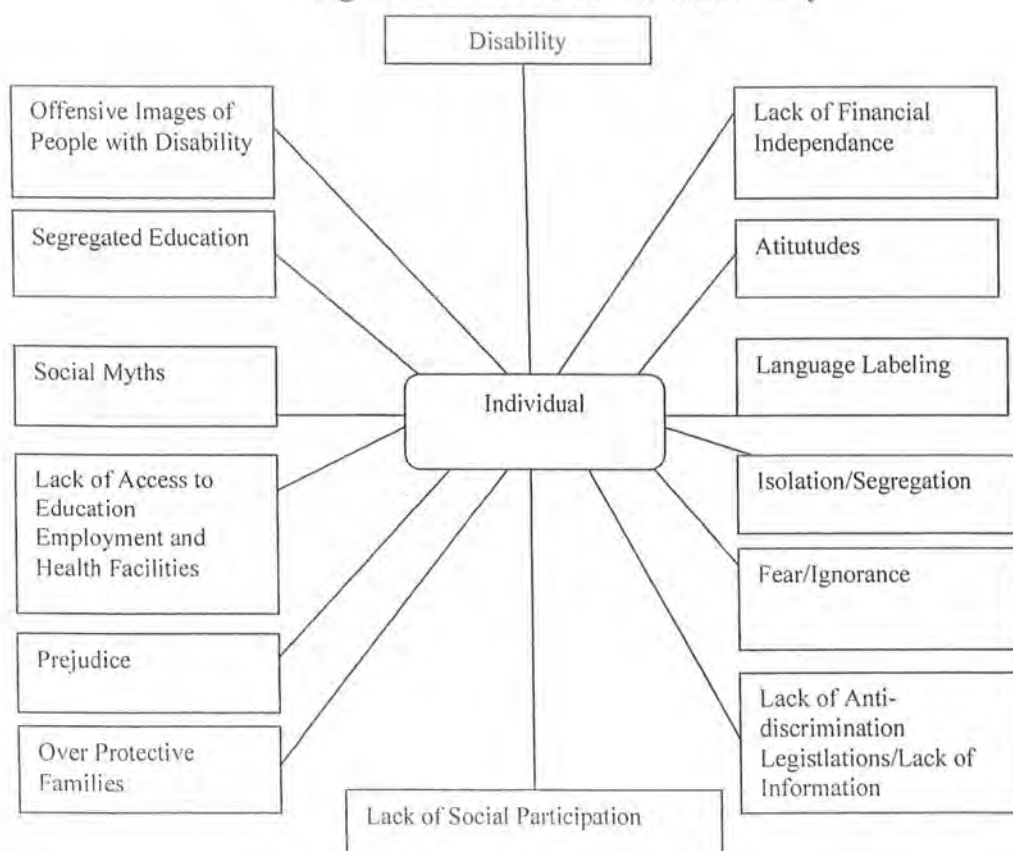 Disability
Offensive Images of
People with Disability
Lack of Financial
Independance
Segregated Education
Atitutudes
Social Myths
Language Labeling
Individual
Lack of Access to
Education
Employment and
Health Facilities
Isolation/Segregation
Fear/Ignorance
Prejudice
Lack of Anti-
discrimination
Legistlations/Lack of
Information
Over Protective
Families
Lack of Social Participation